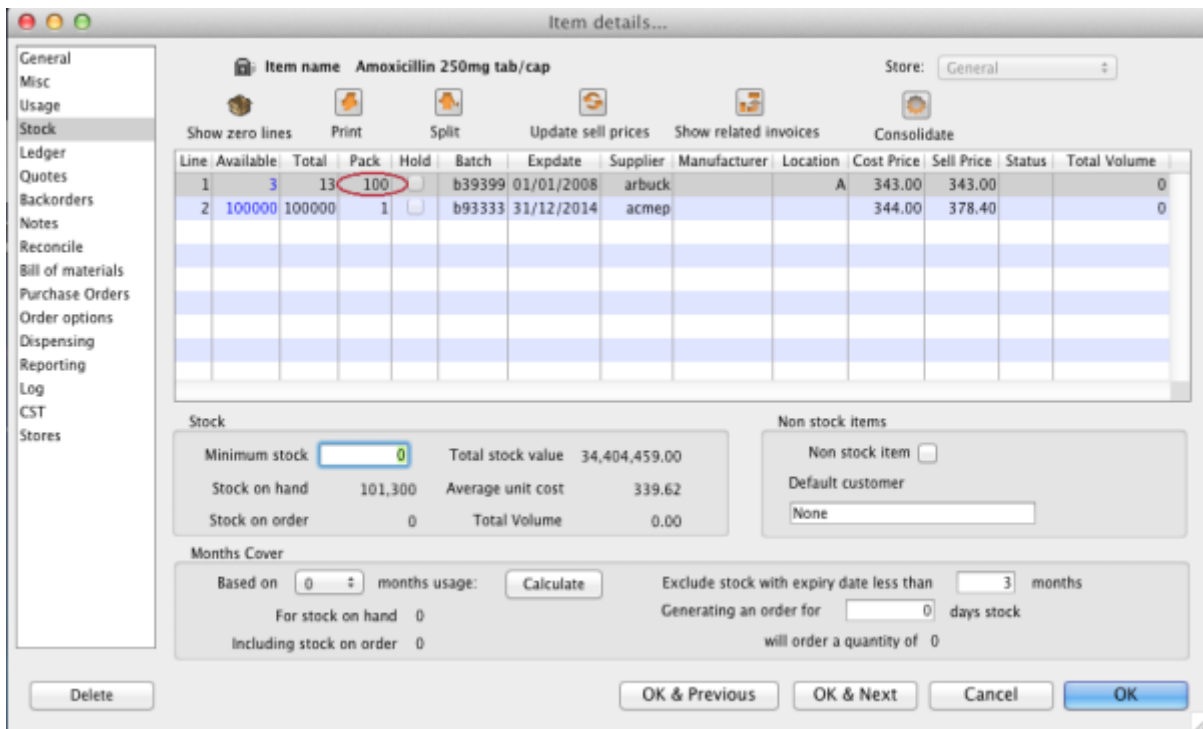 Item details...
General
Misc
Usage
Stock
Ledger
Quotes
Backorders
Notes
Reconcile
Bill of materials
Purchase Orders
Order options
Dispensing
Reporting
Log
CST
Stores
Item name Amoxicillin 250mg tab/cap
Store: General
Show zero lines Print Split Update sell prices Show related invoices Consolidate
Line Available Total Pack Hold Batch Expdate Supplier Manufacturer Location Cost Price Sell Price Status Total Volume
1 3 13 100 b39399 01/01/2008 arbuck A 343.00 343.00 0
2 100000 100000 1 b93333 31/12/2014 acmep 344.00 378.40 0
Stock
Minimum stock 0 Total stock value 34,404,459.00
Stock on hand 101,300 Average unit cost 339.62
Stock on order 0 Total Volume 0.00
Non stock items
Non stock item
Default customer
None
Months Cover
Based on 0 months usage: Calculate
For stock on hand 0
Including stock on order 0
Exclude stock with expiry date less than 3 months
Generating an order for 0 days stock
will order a quantity of 0
Delete OK & Previous OK & Next Cancel OK